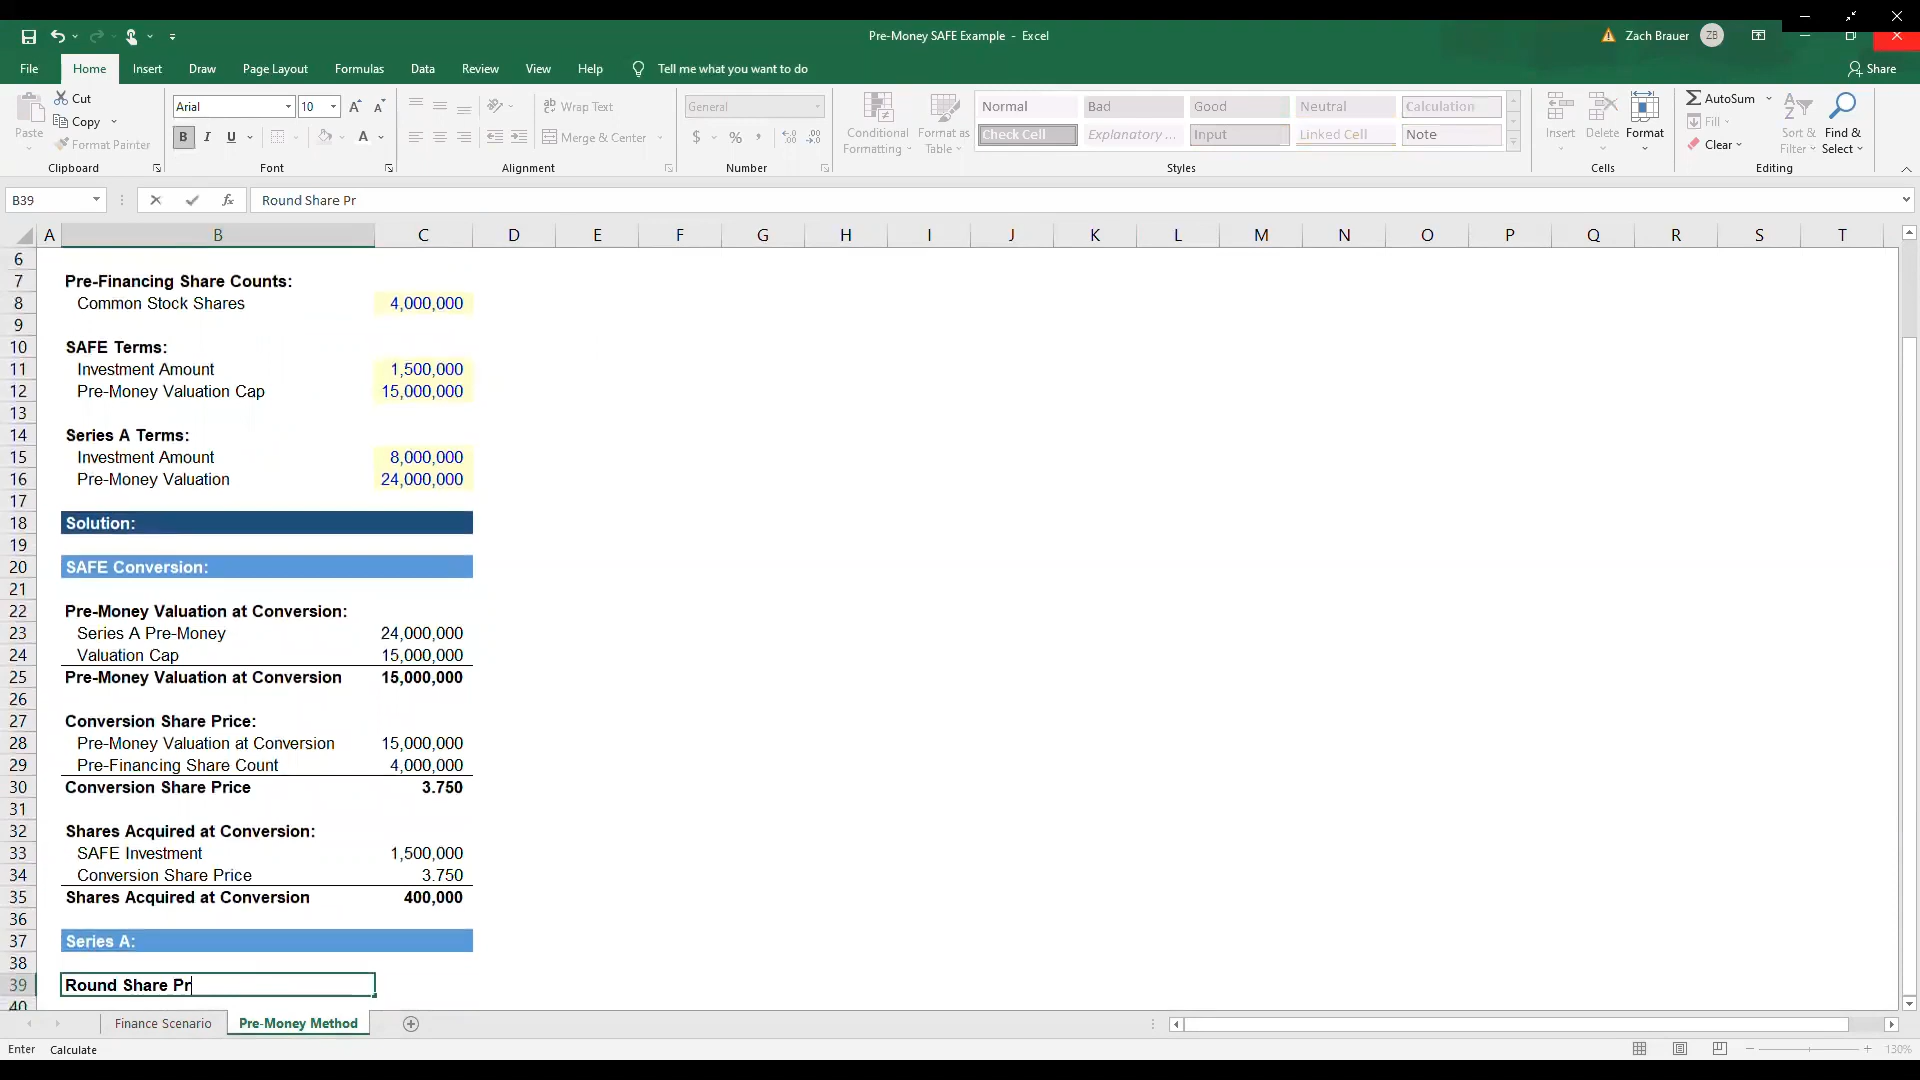 Pre-Money SAFE Example - Excel
Zach Brauer
ZB
File Home Insert Draw Page Layout Formulas Data Review View Help Tell me what you want to do
Share
Paste
Cut
Copy
Format Painter
Clipboard
Arial 10
B I U
Font
Wrap Text
Merge & Center
Alignment
General
$ % ,
Number
Conditional Formatting
Format as Table
Normal Bad Good Neutral Calculation
Check Cell Explanatory ... Input Linked Cell Note
Styles
Insert Delete Format
Cells
AutoSum
Fill
Clear
Sort & Filter
Find & Select
Editing
B39 fx Round Share Pr
A B C D E F G H I J K L M N O P Q R S T
6
7 Pre-Financing Share Counts:
8 Common Stock Shares 4,000,000
9
10 SAFE Terms:
11 Investment Amount 1,500,000
12 Pre-Money Valuation Cap 15,000,000
13
14 Series A Terms:
15 Investment Amount 8,000,000
16 Pre-Money Valuation 24,000,000
17
18 Solution:
19
20 SAFE Conversion:
21
22 Pre-Money Valuation at Conversion:
23 Series A Pre-Money 24,000,000
24 Valuation Cap 15,000,000
25 Pre-Money Valuation at Conversion 15,000,000
26
27 Conversion Share Price:
28 Pre-Money Valuation at Conversion 15,000,000
29 Pre-Financing Share Count 4,000,000
30 Conversion Share Price 3.750
31
32 Shares Acquired at Conversion:
33 SAFE Investment 1,500,000
34 Conversion Share Price 3.750
35 Shares Acquired at Conversion 400,000
36
37 Series A:
38
39 Round Share Pr
40
Finance Scenario Pre-Money Method
Enter Calculate
130%